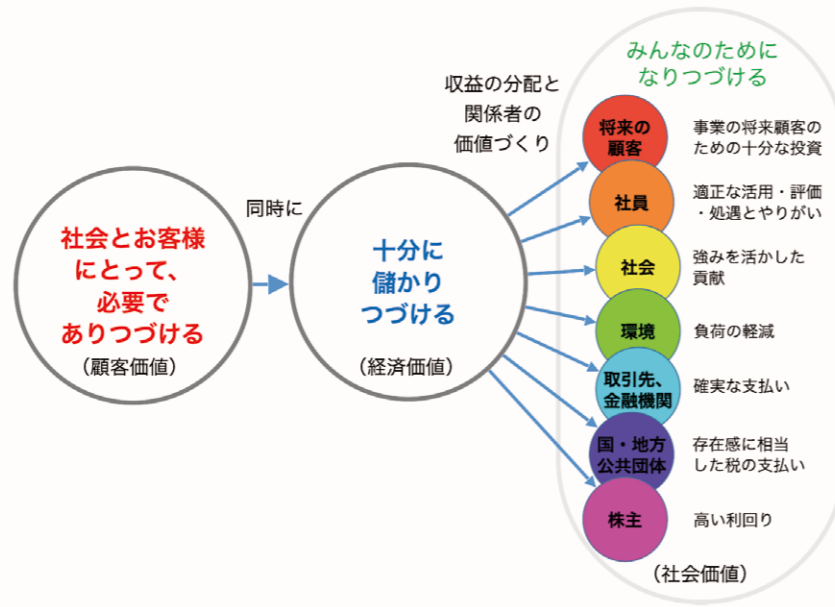 社会とお客様
にとって、
必要で
ありつづける
（顧客価値）
同時に
十分に
儲かり
つづける
（経済価値）
収益の分配と
関係者の
価値づくり
みんなのために
なりつづける
将来の
顧客
事業の将来顧客の
ための十分な投資
社員
適正な活用・評価
・処遇とやりがい
社会
強みを活かした
貢献
環境
負荷の軽減
取引先、
金融機関
確実な支払い
国・地方
公共団体
存在感に相当
した税の支払い
株主
高い利回り
（社会価値）